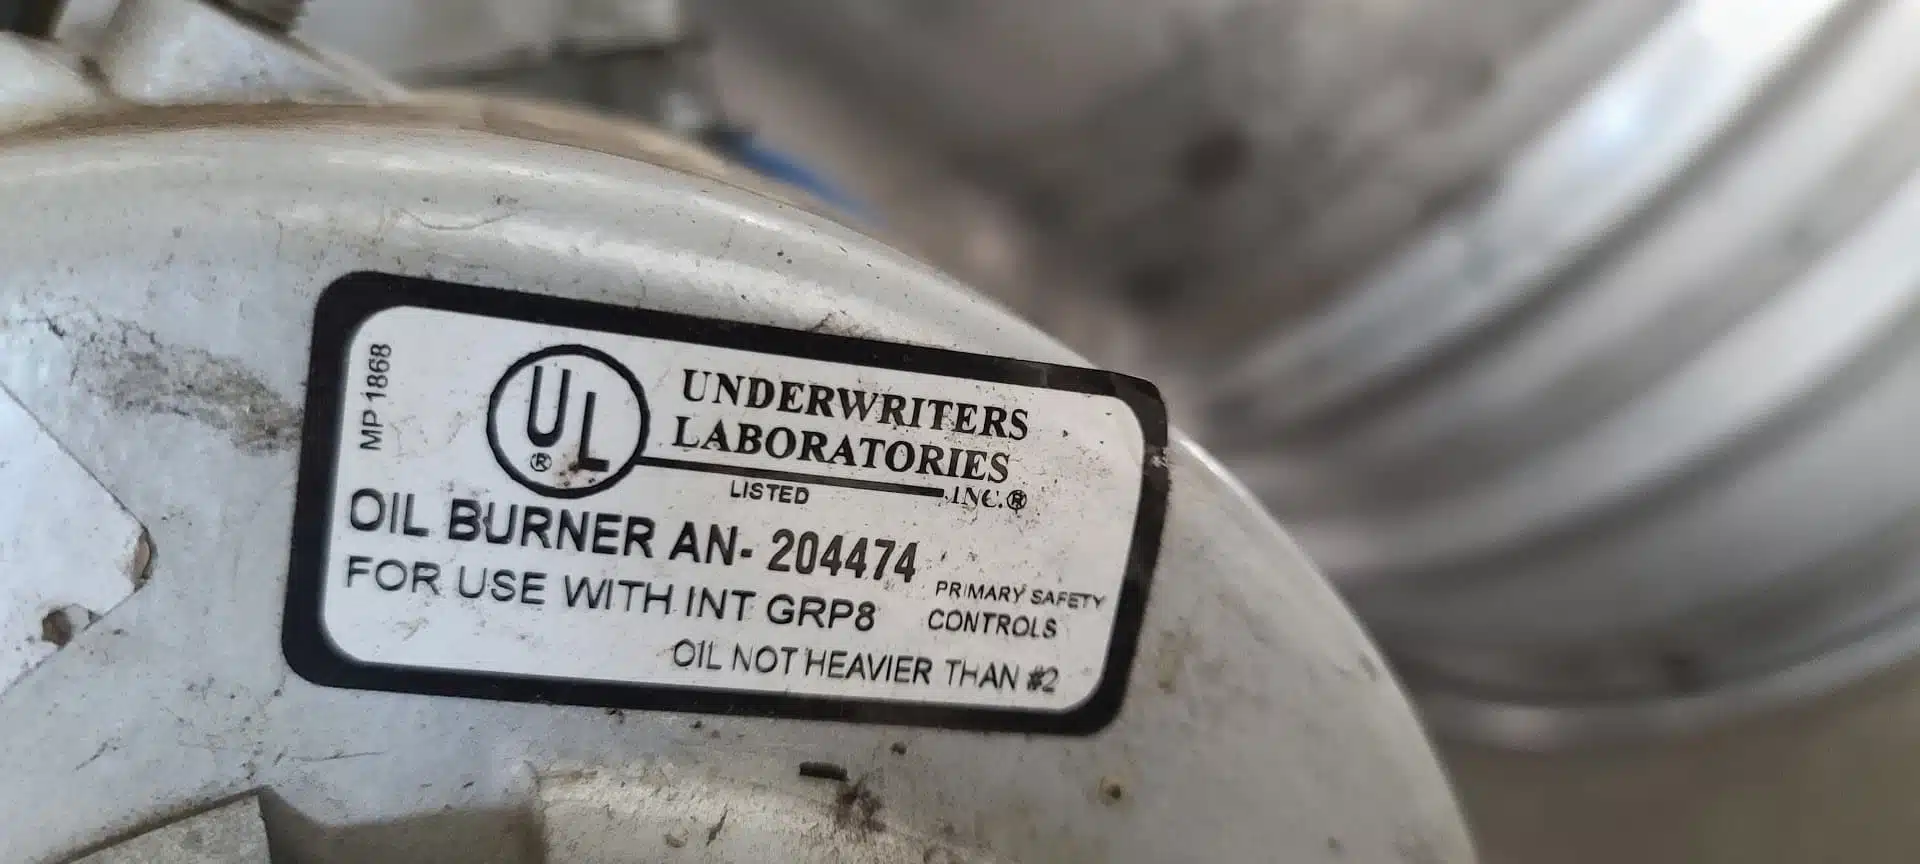 MP 1868
UL
®
UNDERWRITERS
LABORATORIES
INC.®
LISTED
OIL BURNER AN- 204474
FOR USE WITH INT GRP8
PRIMARY SAFETY
CONTROLS
OIL NOT HEAVIER THAN #2